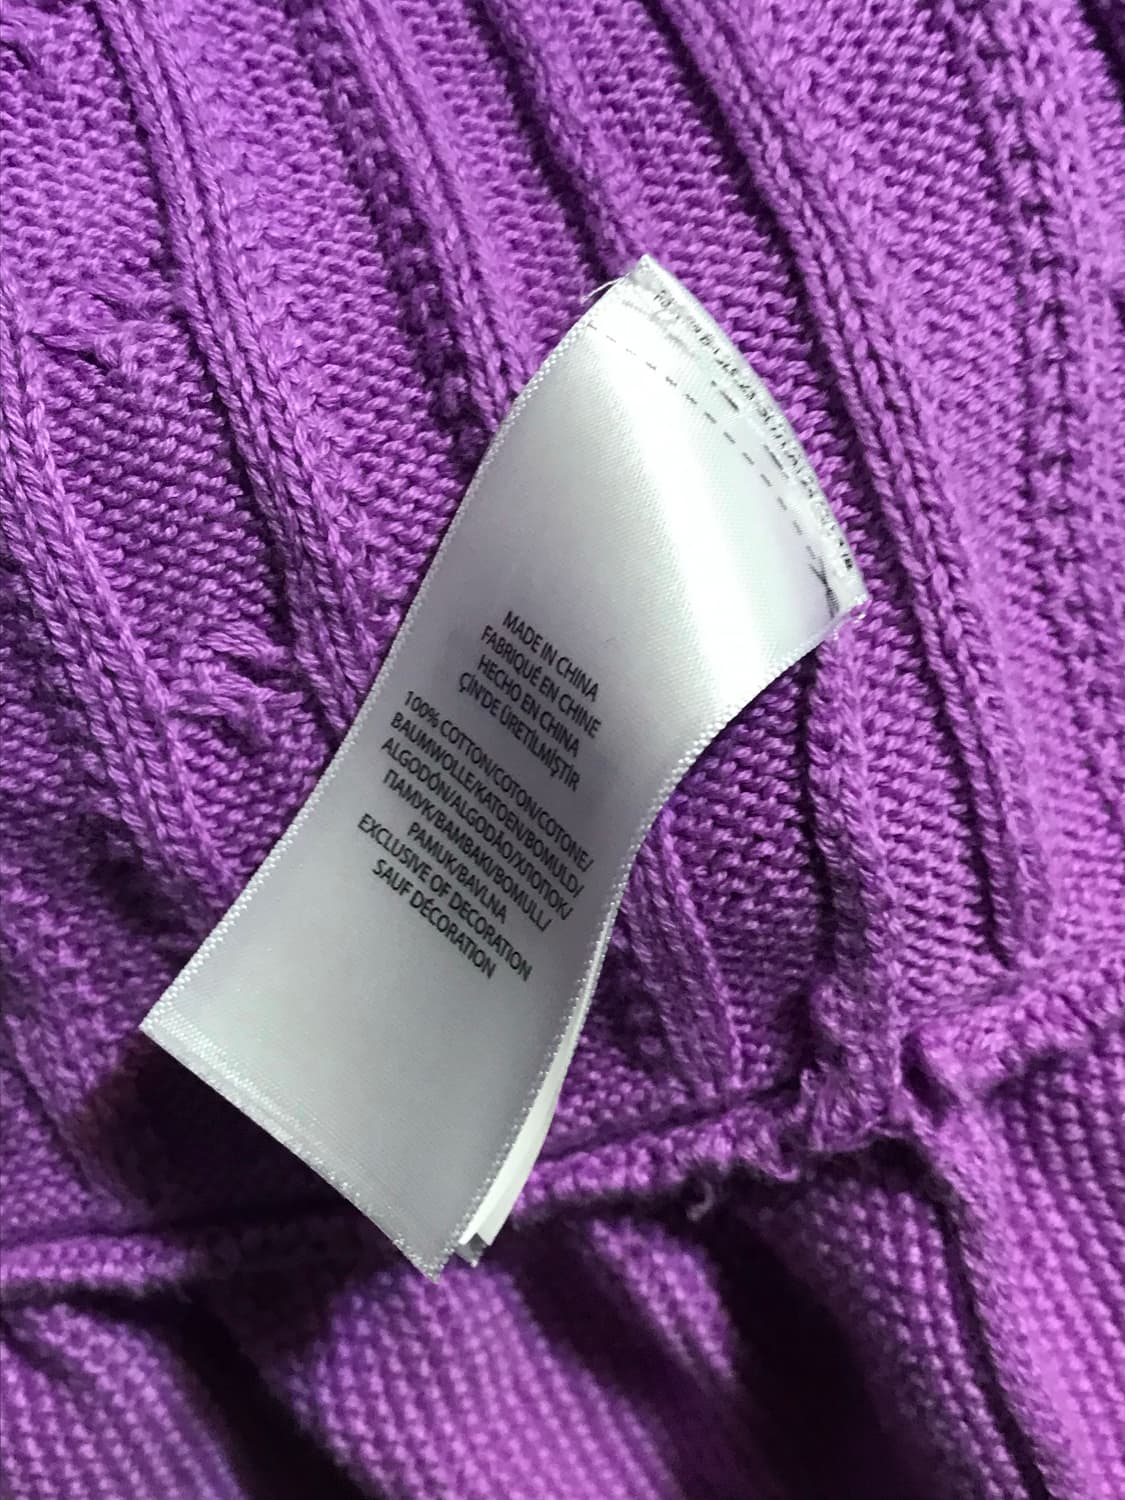 MADE IN CHINA
FABRIQUÉ EN CHINE
HECHO EN CHINA
ÇİN'DE ÜRETİLMİŞTİR
100% COTTON/COTON/COTONE/
BAUMWOLLE/KATOEN/BOMULD/
ALGODÓN/ALGODÃO/ХЛОПОК/
ПАМУК/BAMBAKI/BOMULL/
PAMUK/BAVLNA
EXCLUSIVE OF DECORATION
SAUF DÉCORATION